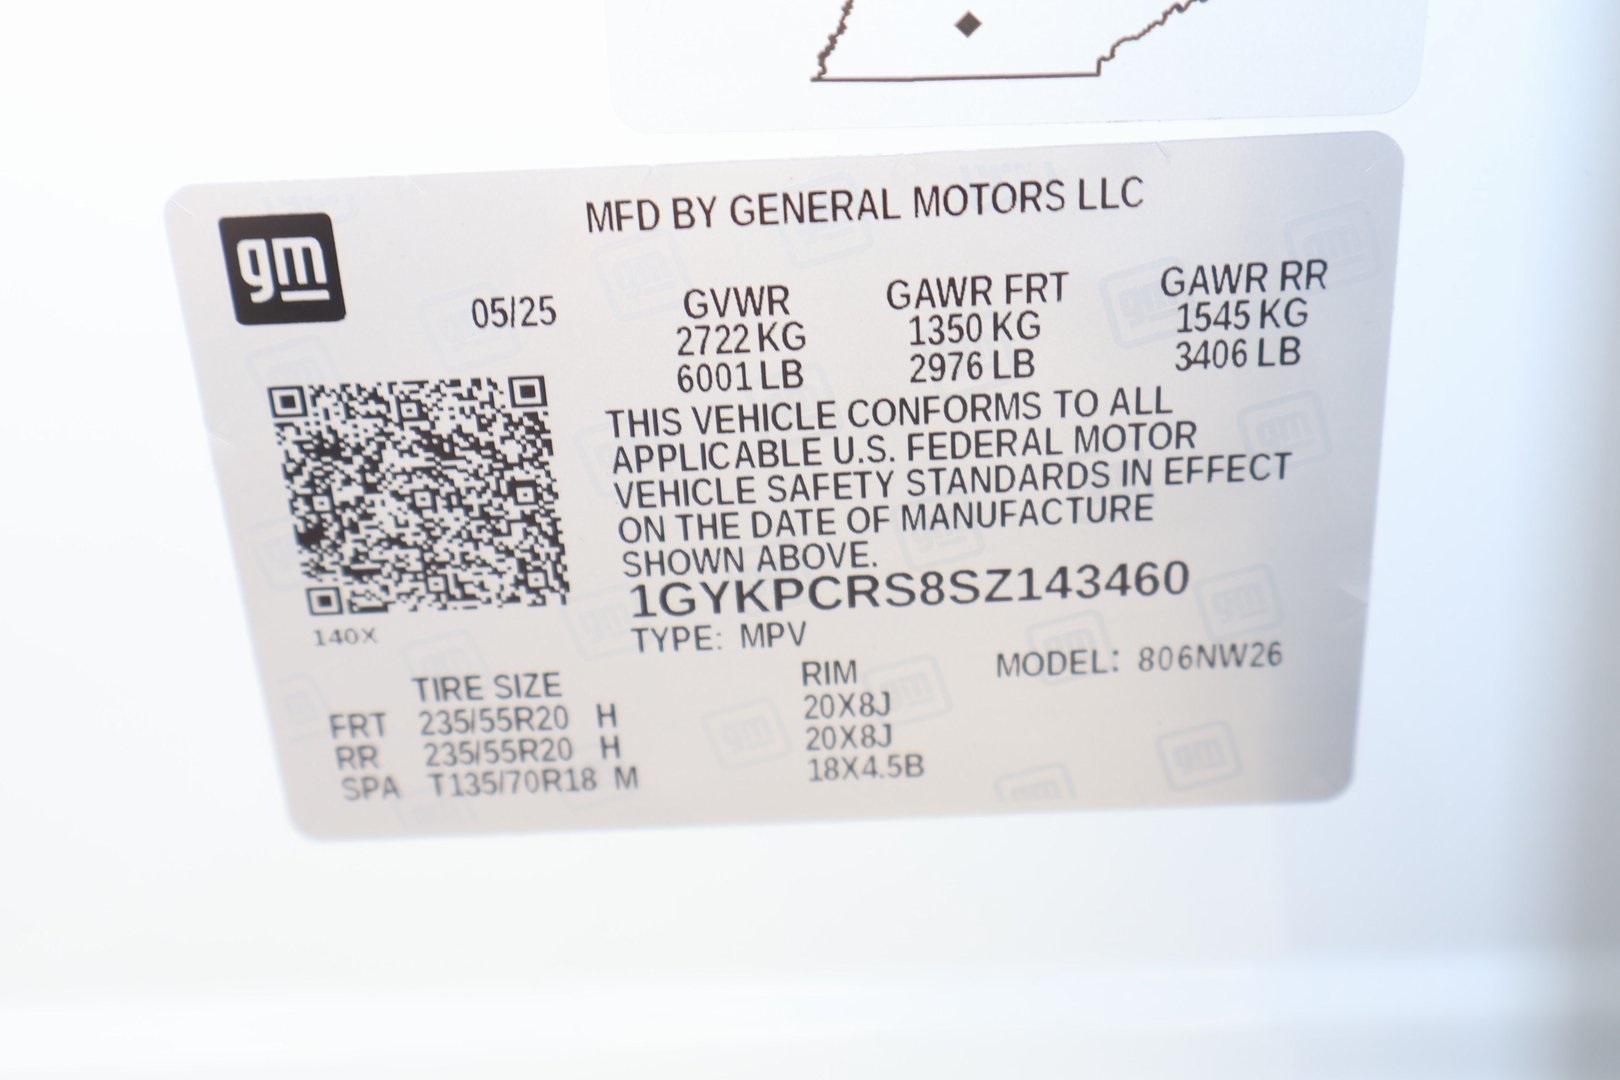 MFD BY GENERAL MOTORS LLC
gm
05/25
GVWR GAWR FRT GAWR RR
2722 KG 1350 KG 1545 KG
6001 LB 2976 LB 3406 LB
THIS VEHICLE CONFORMS TO ALL
APPLICABLE U.S. FEDERAL MOTOR
VEHICLE SAFETY STANDARDS IN EFFECT
ON THE DATE OF MANUFACTURE
SHOWN ABOVE.
1GYKPCRS8SZ143460
140X
TYPE: MPV
MODEL: 806NW26
TIRE SIZE RIM
FRT 235/55R20 H 20X8J
RR 235/55R20 H 20X8J
SPA T135/70R18 M 18X4.5B